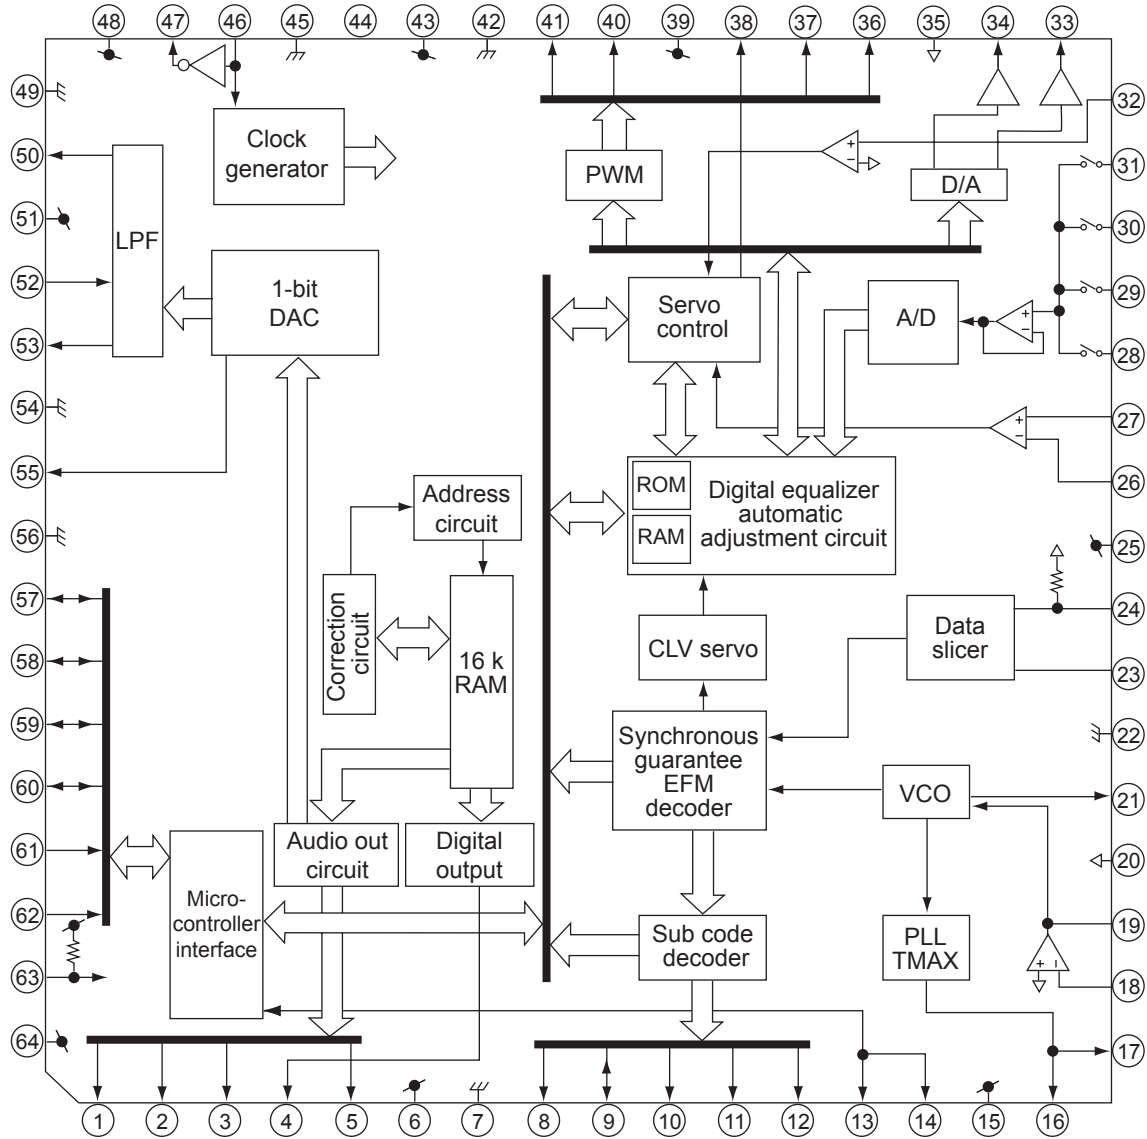 48 47 46 45 44 43 42 41 40 39 38 37 36 35 34 33
49
32
Clock
generator
50
31
PWM
+
−
D/A
51
30
LPF
52
1-bit
DAC
29
Servo
control
A/D
+
−
53
28
54
27
+
−
55
26
Address
circuit
ROM
RAM
Digital equalizer
automatic
adjustment circuit
56
25
57
24
Correction
circuit
16 k
RAM
CLV servo
Data
slicer
58
23
59
22
Synchronous
guarantee
EFM
decoder
60
VCO
21
61
20
Audio out
circuit
Digital
output
Micro-
controller
interface
62
19
Sub code
decoder
PLL
TMAX
+
−
63
18
64
17
1 2 3 4 5 6 7 8 9 10 11 12 13 14 15 16